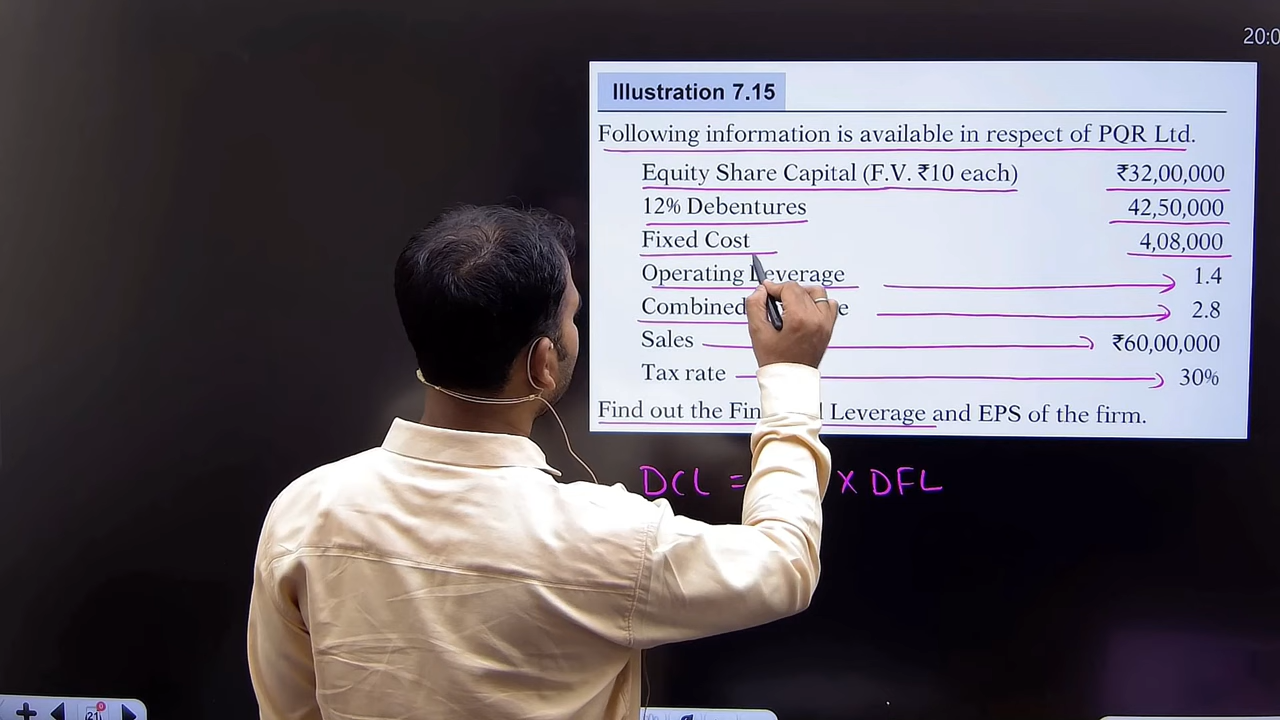 20:0
Illustration 7.15
Following information is available in respect of PQR Ltd.
Equity Share Capital (F.V. ₹10 each) ₹32,00,000
12% Debentures 42,50,000
Fixed Cost 4,08,000
Operating Leverage 1.4
Combined 2.8
Sales ₹60,00,000
Tax rate 30%
Find out the Leverage and EPS of the firm.
DCL = X DFL
21